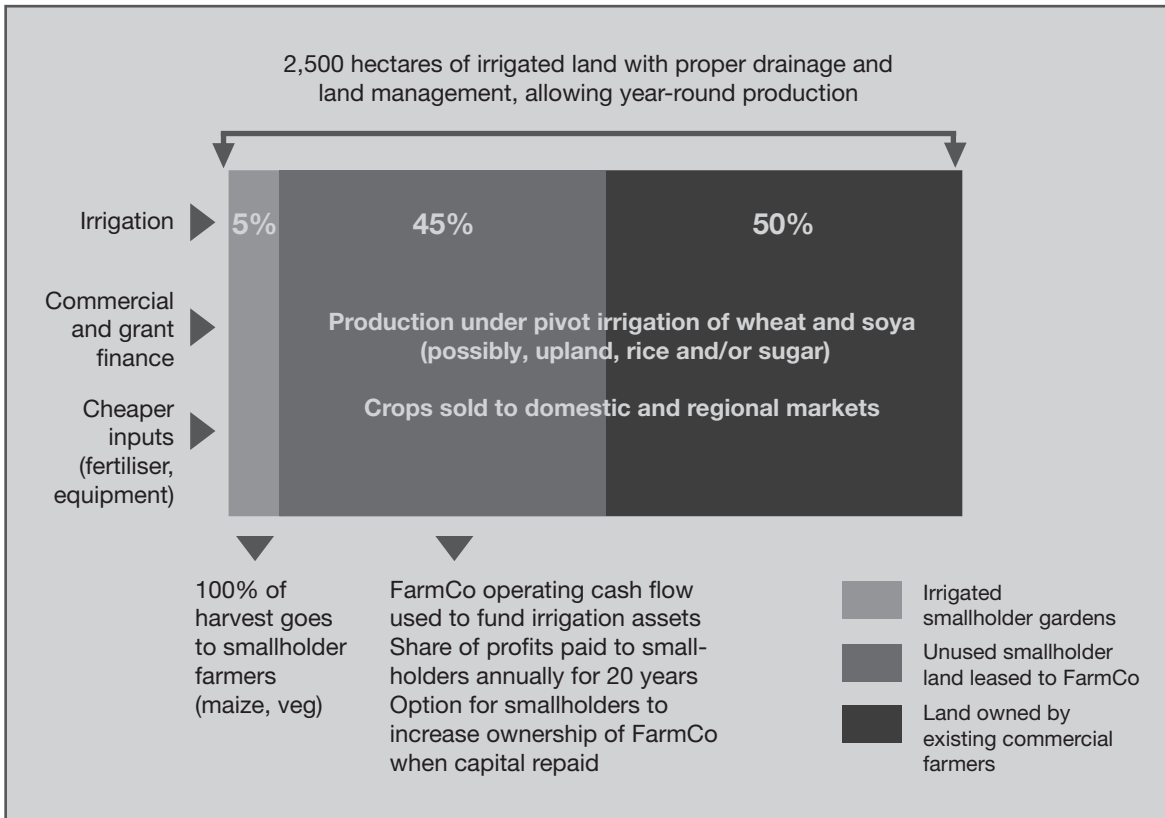 2,500 hectares of irrigated land with proper drainage and
land management, allowing year-round production
Irrigation
5%
45%
50%
Commercial
and grant
finance
Production under pivot irrigation of wheat and soya
(possibly, upland, rice and/or sugar)
Crops sold to domestic and regional markets
Cheaper
inputs
(fertiliser,
equipment)
100% of
harvest goes
to smallholder
farmers
(maize, veg)
FarmCo operating cash flow
used to fund irrigation assets
Share of profits paid to small-
holders annually for 20 years
Option for smallholders to
increase ownership of FarmCo
when capital repaid
Irrigated
smallholder gardens
Unused smallholder
land leased to FarmCo
Land owned by
existing commercial
farmers